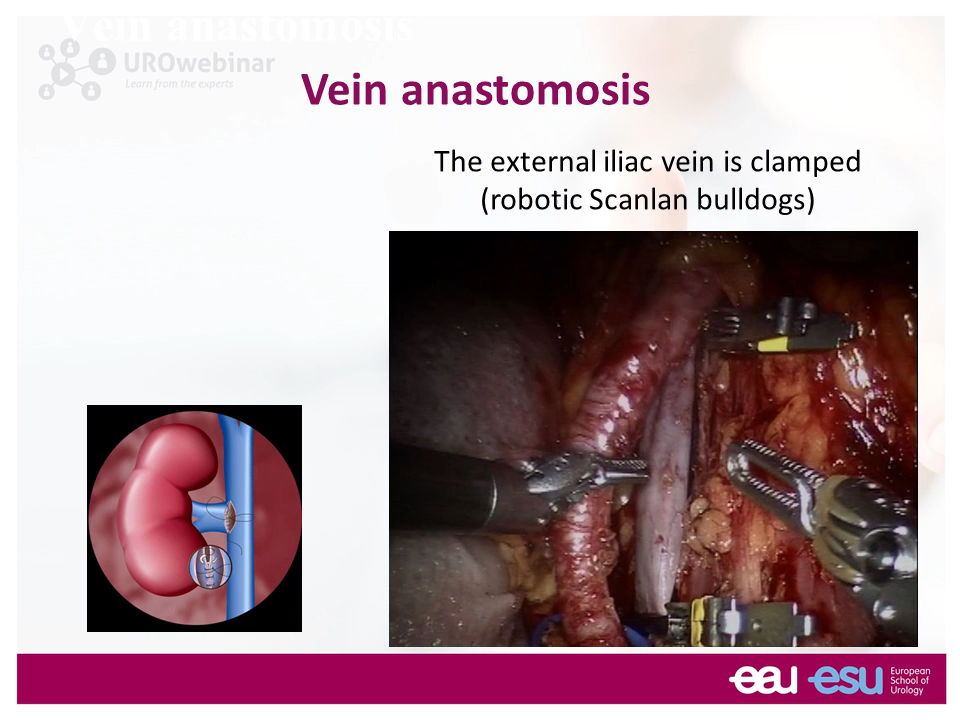 Vein anastomosis
UROwebinar
Learn from the experts
Vein anastomosis
The external iliac vein is clamped
(robotic Scanlan bulldogs)
eau esu European
School of
Urology